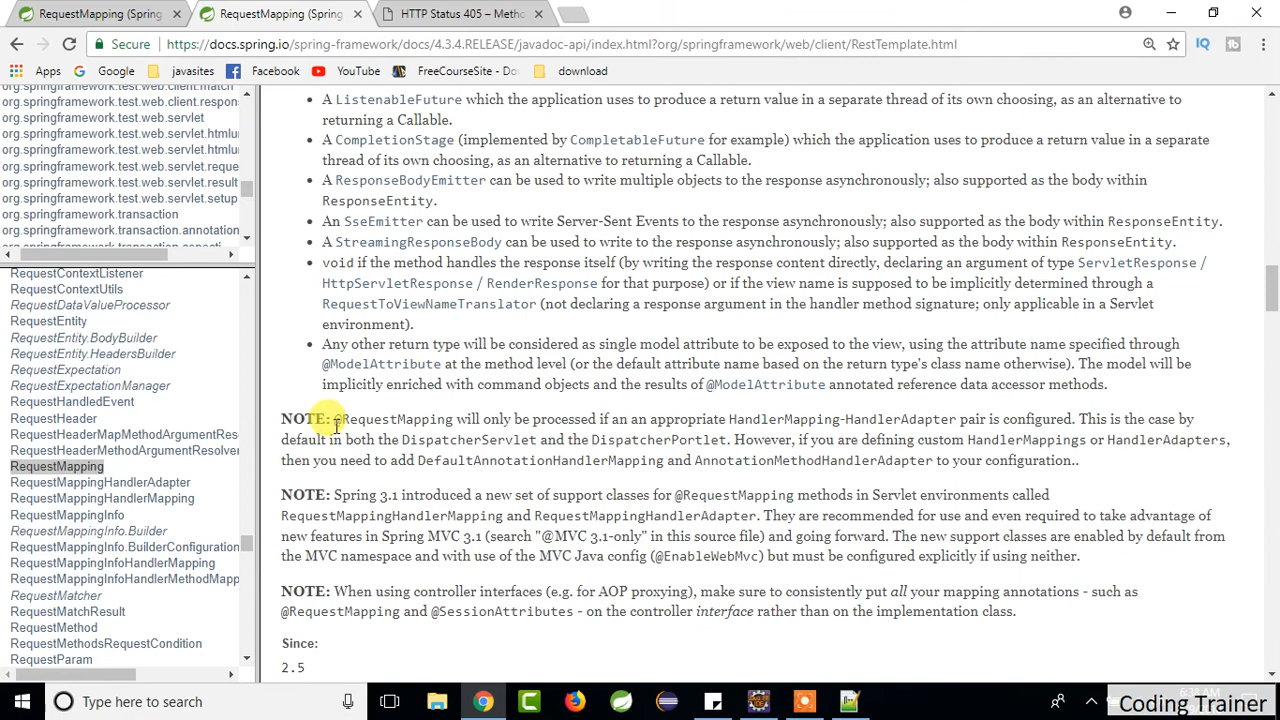 RequestMapping (Spring
RequestMapping (Spring
HTTP Status 405 – Metho
Secure
https://docs.spring.io/spring-framework/docs/4.3.4.RELEASE/javadoc-api/index.html?org/springframework/web/client/RestTemplate.html
Apps
Google
javasites
Facebook
YouTube
FreeCourseSite - Do
download
org.springframework.test.web.client.match
org.springframework.test.web.client.respon
org.springframework.test.web.servlet
org.springframework.test.web.servlet.htmlu
org.springframework.test.web.servlet.htmlu
org.springframework.test.web.servlet.reque
org.springframework.test.web.servlet.result
org.springframework.test.web.servlet.setup
org.springframework.transaction
org.springframework.transaction.annotation
org.springframework.transaction.aspectj
RequestContextListener
RequestContextUtils
RequestDataValueProcessor
RequestEntity
RequestEntity.BodyBuilder
RequestEntity.HeadersBuilder
RequestExpectation
RequestExpectationManager
RequestHandledEvent
RequestHeader
RequestHeaderMapMethodArgumentRes
RequestHeaderMethodArgumentResolver
RequestMapping
RequestMappingHandlerAdapter
RequestMappingHandlerMapping
RequestMappingInfo
RequestMappingInfo.Builder
RequestMappingInfo.BuilderConfiguration
RequestMappingInfoHandlerMapping
RequestMappingInfoHandlerMethodMapp
RequestMatcher
RequestMatchResult
RequestMethod
RequestMethodsRequestCondition
RequestParam
• A ListenableFuture which the application uses to produce a return value in a separate thread of its own choosing, as an alternative to
returning a Callable.
• A CompletionStage (implemented by CompletableFuture for example) which the application uses to produce a return value in a separate
thread of its own choosing, as an alternative to returning a Callable.
• A ResponseBodyEmitter can be used to write multiple objects to the response asynchronously; also supported as the body within
ResponseEntity.
• An SseEmitter can be used to write Server-Sent Events to the response asynchronously; also supported as the body within ResponseEntity.
• A StreamingResponseBody can be used to write to the response asynchronously; also supported as the body within ResponseEntity.
• void if the method handles the response itself (by writing the response content directly, declaring an argument of type ServletResponse /
HttpServletResponse / RenderResponse for that purpose) or if the view name is supposed to be implicitly determined through a
RequestToViewNameTranslator (not declaring a response argument in the handler method signature; only applicable in a Servlet
environment).
• Any other return type will be considered as single model attribute to be exposed to the view, using the attribute name specified through
@ModelAttribute at the method level (or the default attribute name based on the return type's class name otherwise). The model will be
implicitly enriched with command objects and the results of @ModelAttribute annotated reference data accessor methods.
NOTE: @RequestMapping will only be processed if an an appropriate HandlerMapping-HandlerAdapter pair is configured. This is the case by
default in both the DispatcherServlet and the DispatcherPortlet. However, if you are defining custom HandlerMappings or HandlerAdapters,
then you need to add DefaultAnnotationHandlerMapping and AnnotationMethodHandlerAdapter to your configuration..
NOTE: Spring 3.1 introduced a new set of support classes for @RequestMapping methods in Servlet environments called
RequestMappingHandlerMapping and RequestMappingHandlerAdapter. They are recommended for use and even required to take advantage of
new features in Spring MVC 3.1 (search "@MVC 3.1-only" in this source file) and going forward. The new support classes are enabled by default from
the MVC namespace and with use of the MVC Java config (@EnableWebMvc) but must be configured explicitly if using neither.
NOTE: When using controller interfaces (e.g. for AOP proxying), make sure to consistently put all your mapping annotations - such as
@RequestMapping and @SessionAttributes - on the controller interface rather than on the implementation class.
Since:
2.5
Type here to search
Coding Trainer